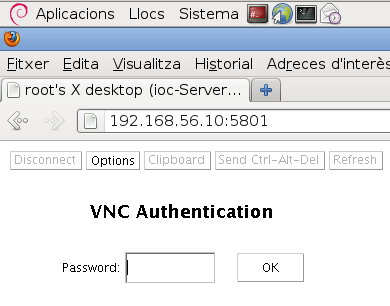 Aplicacions Llocs Sistema
Fitxer Edita Visualitza Historial Adreces d'interès
root's X desktop (ioc-Server...
192.168.56.10:5801
Disconnect Options Clipboard Send Ctrl-Alt-Del Refresh
VNC Authentication
Password: OK